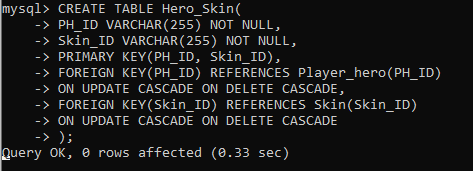 mysql> CREATE TABLE Hero_Skin(
    -> PH_ID VARCHAR(255) NOT NULL,
    -> Skin_ID VARCHAR(255) NOT NULL,
    -> PRIMARY KEY(PH_ID, Skin_ID),
    -> FOREIGN KEY(PH_ID) REFERENCES Player_hero(PH_ID)
    -> ON UPDATE CASCADE ON DELETE CASCADE,
    -> FOREIGN KEY(Skin_ID) REFERENCES Skin(Skin_ID)
    -> ON UPDATE CASCADE ON DELETE CASCADE
    -> );
Query OK, 0 rows affected (0.33 sec)